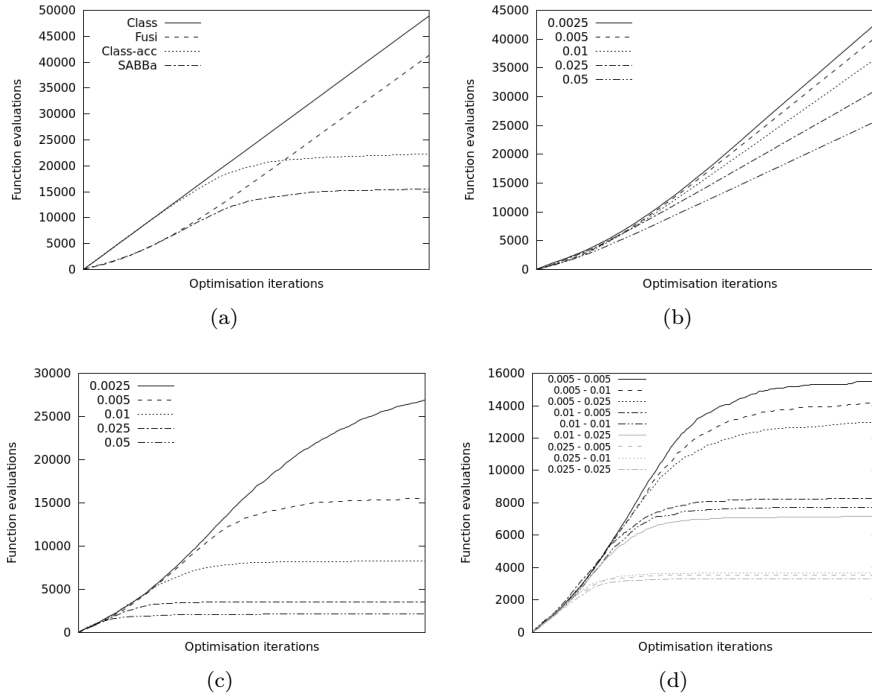 Class
Fusi
Class-acc
SABBa
50000
45000
40000
35000
30000
25000
20000
15000
10000
5000
0
Function evaluations
Optimisation iterations
(a)
0.0025
0.005
0.01
0.025
0.05
45000
40000
35000
30000
25000
20000
15000
10000
5000
0
Function evaluations
Optimisation iterations
(b)
0.0025
0.005
0.01
0.025
0.05
30000
25000
20000
15000
10000
5000
0
Function evaluations
Optimisation iterations
(c)
0.005 - 0.005
0.005 - 0.01
0.005 - 0.025
0.01 - 0.005
0.01 - 0.01
0.01 - 0.025
0.025 - 0.005
0.025 - 0.01
0.025 - 0.025
16000
14000
12000
10000
8000
6000
4000
2000
0
Function evaluations
Optimisation iterations
(d)